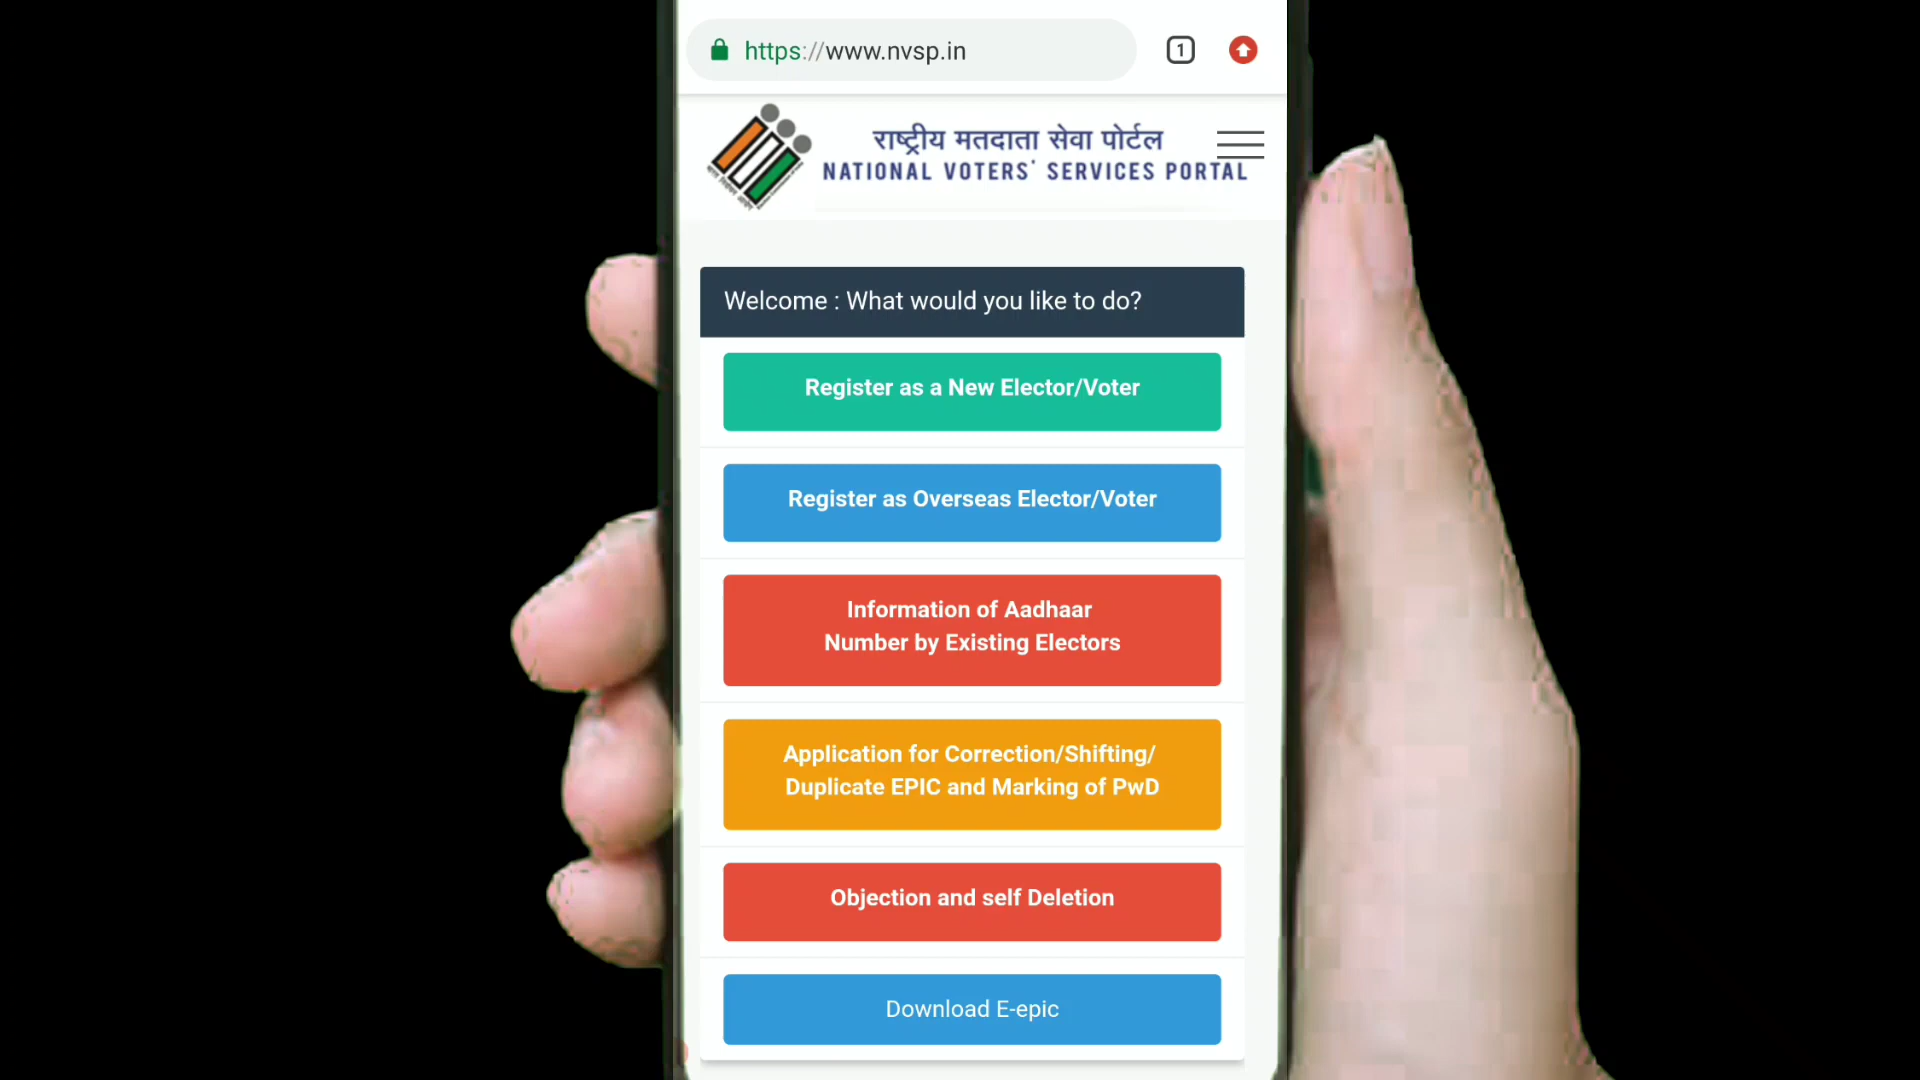 https://www.nvsp.in
1
राष्ट्रीय मतदाता सेवा पोर्टल
NATIONAL VOTERS' SERVICES PORTAL
Welcome : What would you like to do?
Register as a New Elector/Voter
Register as Overseas Elector/Voter
Information of Aadhaar
Number by Existing Electors
Application for Correction/Shifting/
Duplicate EPIC and Marking of PwD
Objection and self Deletion
Download E-epic